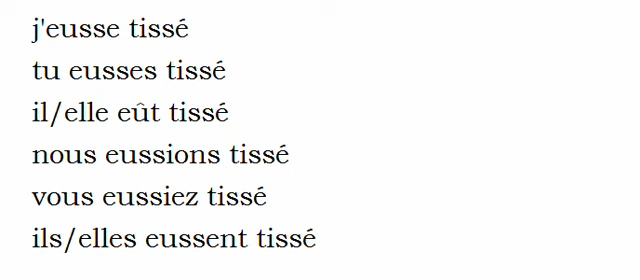 j'eusse tissé
tu eusses tissé
il/elle eût tissé
nous eussions tissé
vous eussiez tissé
ils/elles eussent tissé